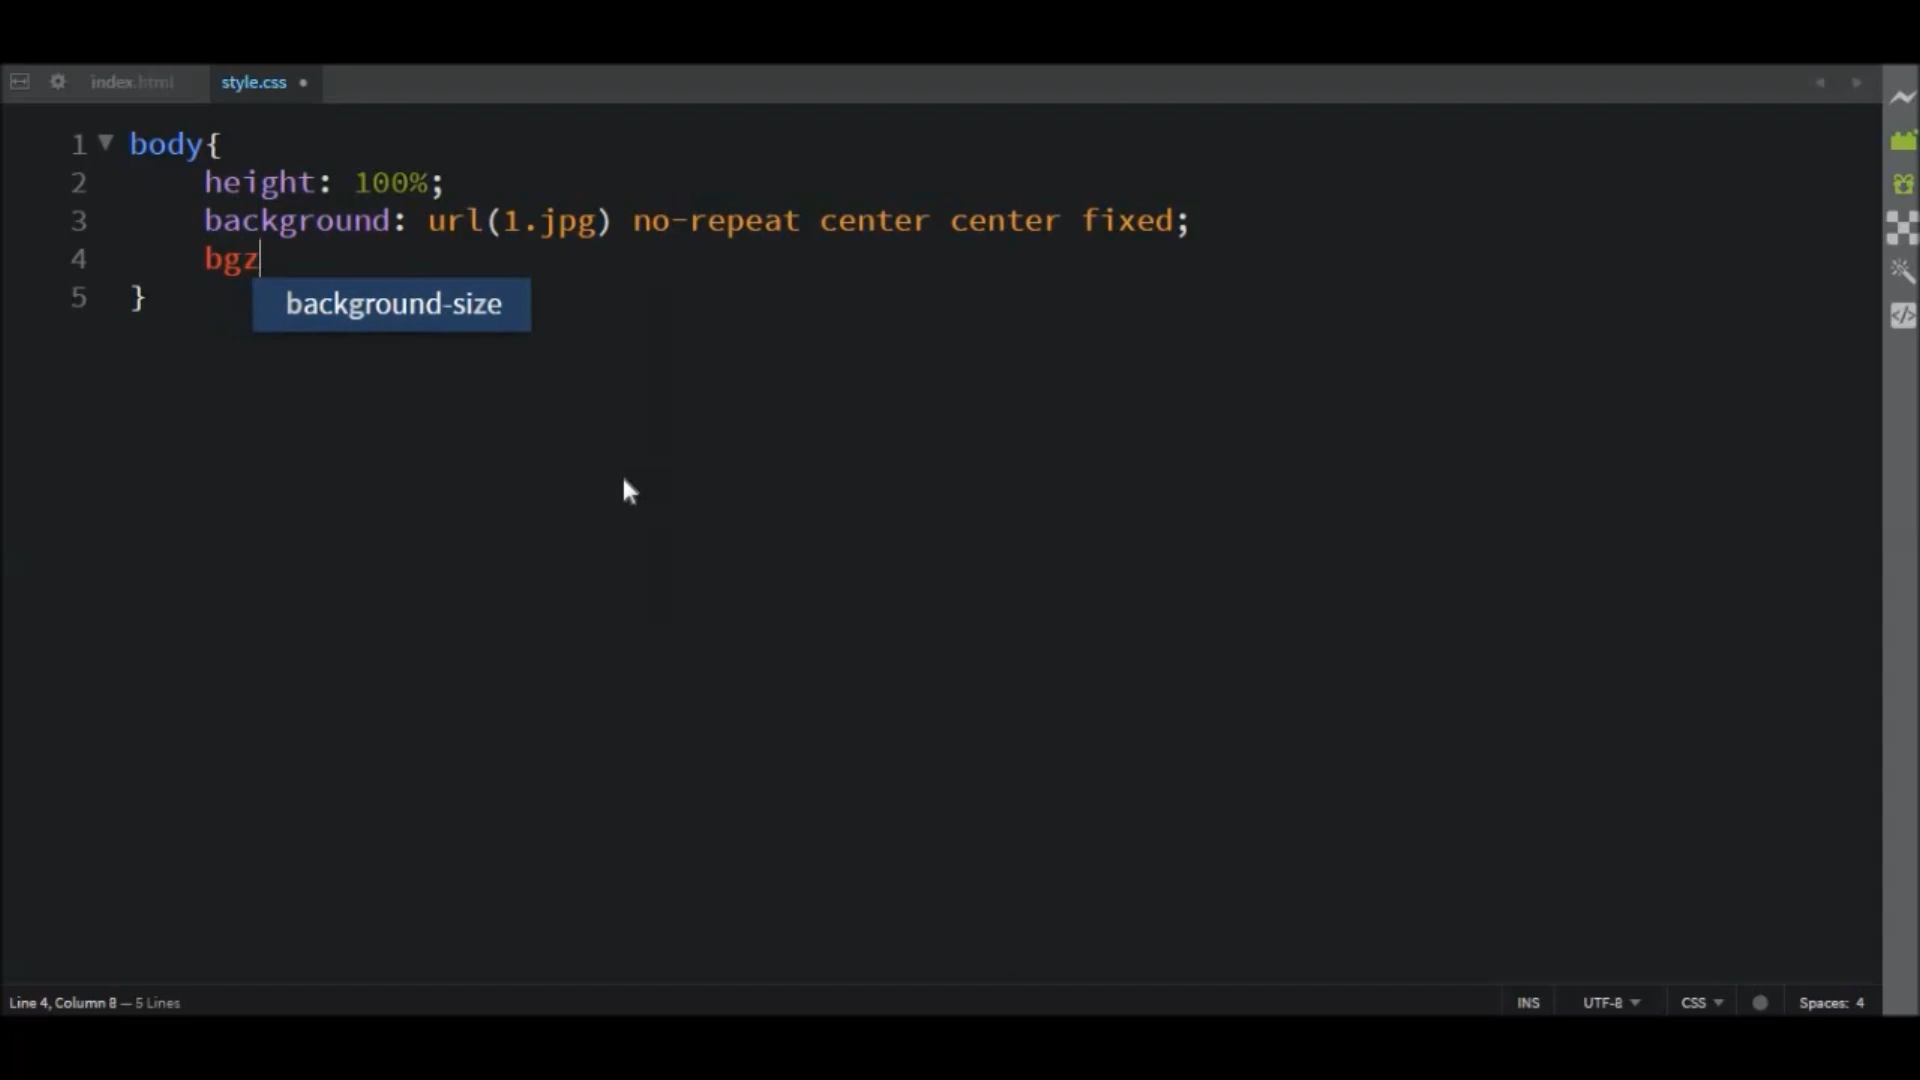 index.html
style.css •
1 body{
2 height: 100%;
3 background: url(1.jpg) no-repeat center center fixed;
4 bgz
background-size
5 }
Line 4, Column 8 — 5 Lines
INS
UTF-8
CSS
Spaces: 4